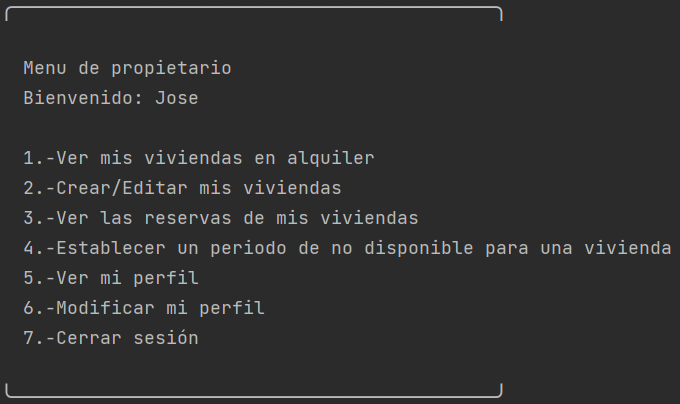 Menu de propietario
Bienvenido: Jose
1.-Ver mis viviendas en alquiler
2.-Crear/Editar mis viviendas
3.-Ver las reservas de mis viviendas
4.-Establecer un periodo de no disponible para una vivienda
5.-Ver mi perfil
6.-Modificar mi perfil
7.-Cerrar sesión